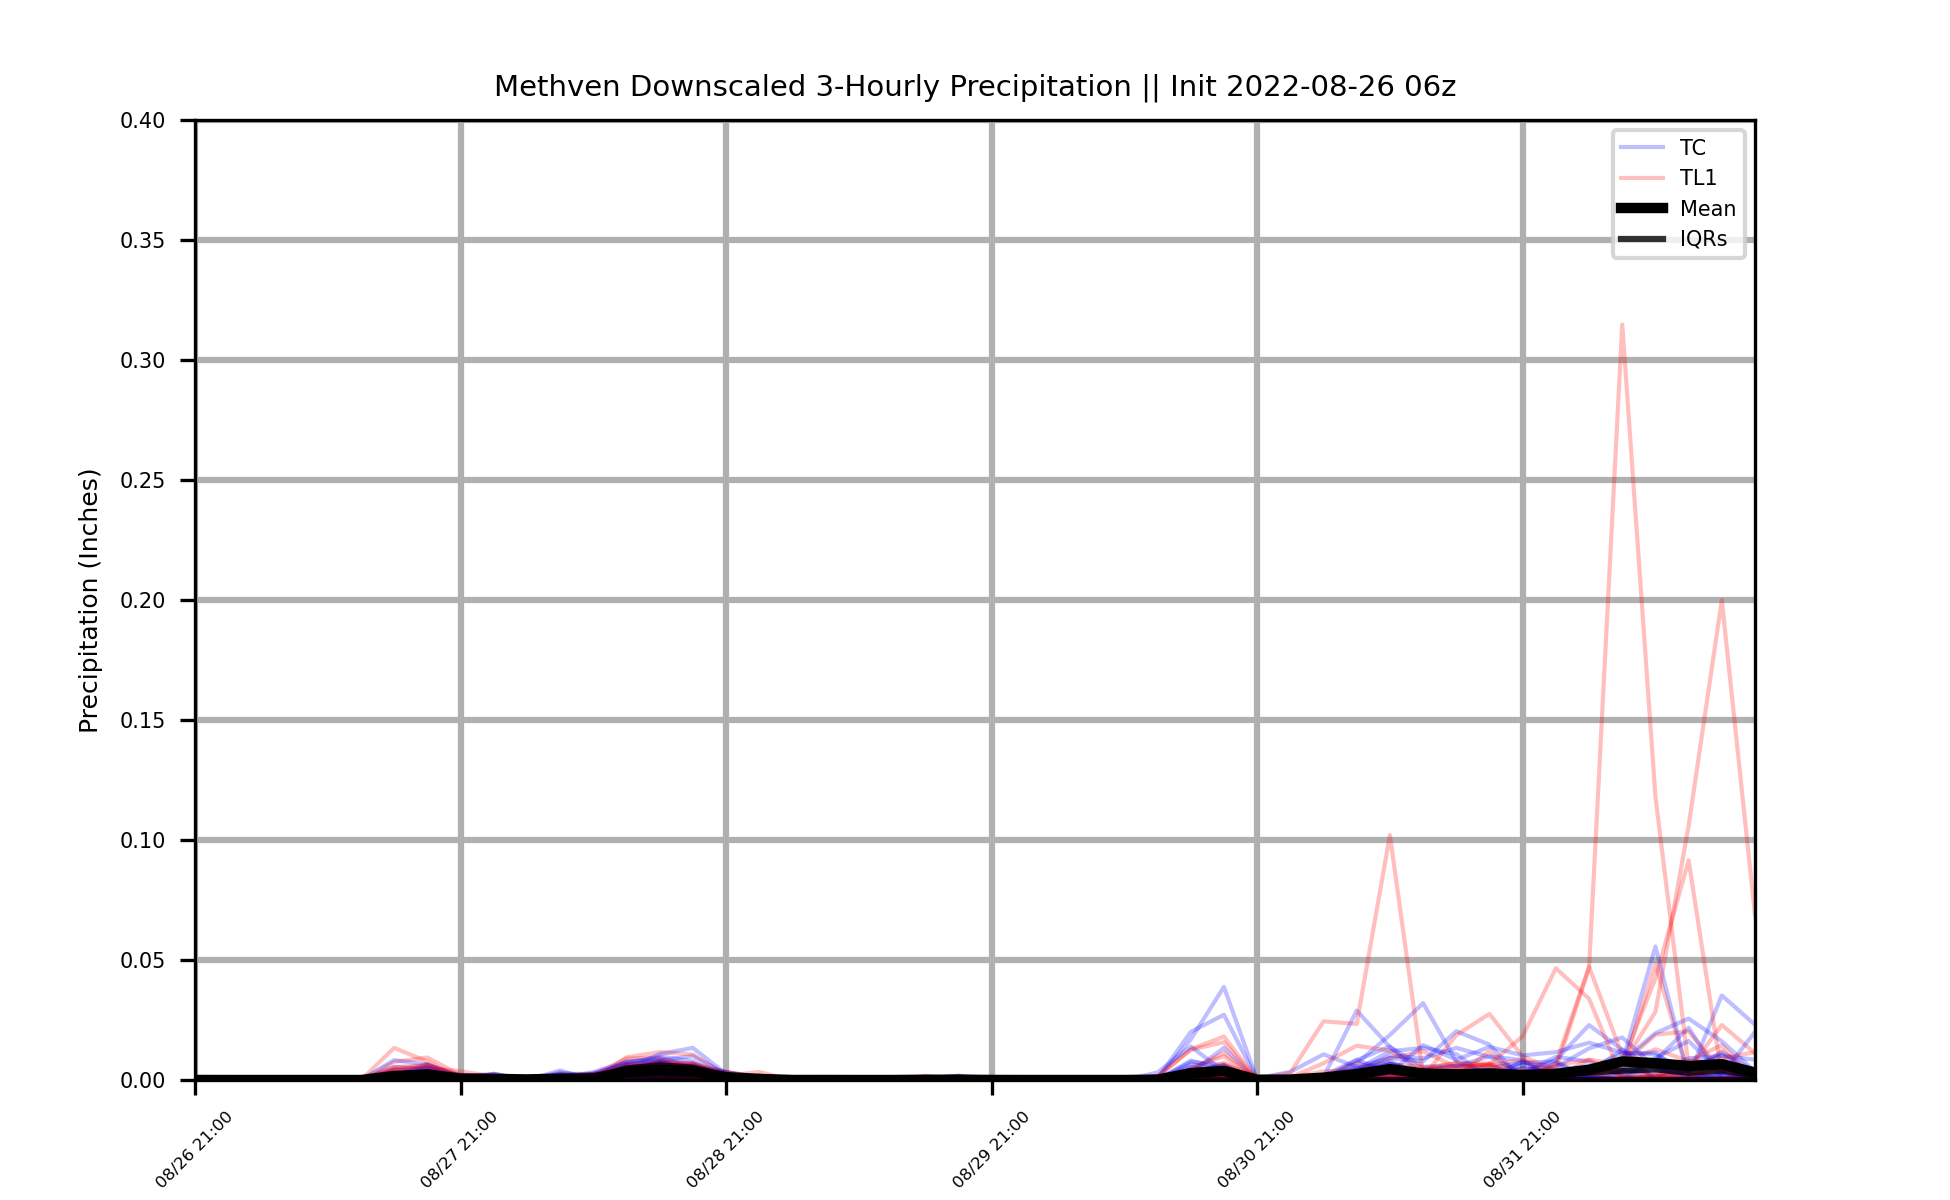 Methven Downscaled 3-Hourly Precipitation || Init 2022-08-26 06z
Precipitation (Inches)
0.40
0.35
0.30
0.25
0.20
0.15
0.10
0.05
0.00
TC
TL1
Mean
IQRs
08/26 21:00
08/27 21:00
08/28 21:00
08/29 21:00
08/30 21:00
08/31 21:00